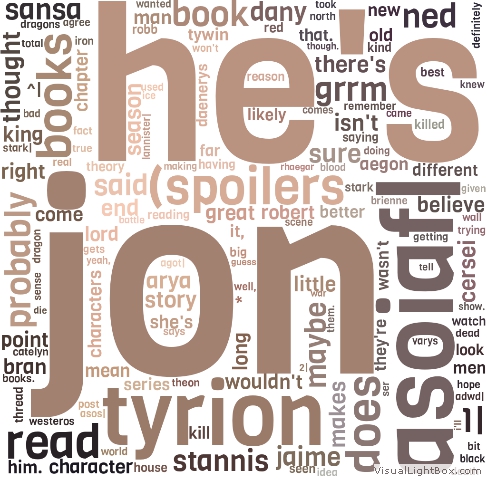 sansa
wanted
man
robb
book
dany
took
north
red
new
ned
definitely
dragons
agree
total
iron
thought
books
chapter
tywin
won't
that.
though.
old
kind
he's
there's
best
knew
^|
bad
king
stark|
fact
true
season
used
ice
lannister|
daenerys
reason
likely
grrm
remember
comes
came
isn't
saying
killed
real
right
theory
making
having
far
reaction
blood
sure
doing
aegon
different
said
(spoilers
stark
given
brienne
believe
come
end
battle
reading
great
robert
better
scene
wall
trying
probably
dragon
sense
die
jon
lord
gets
yeah,
characters
agot|
arya
story
she's
says
it,
big
guess
well,
*
long
little
war
maybe
them.
wasn't
they're
getting
tell
cersei
show.
asoiaf|
varys
watch
dead
look
men
hope
adwd|
point
catelyn
bran
books.
mean
series
theon
wouldn't
2|
makes
does
ser
thread
westeros
post
asos|
tyrion
kill
i'll
read
world
him.
character
house
stannis
jaime
seen
idea
it's
bit
black
VisualLightBox.com